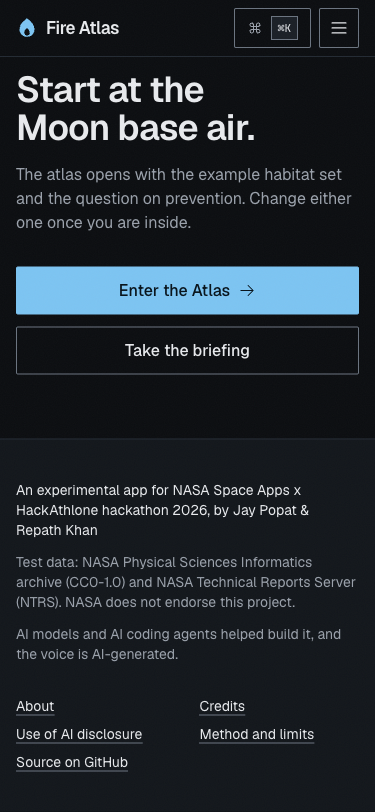 Fire Atlas
⌘ ⌘K
Start at the
Moon base air.
The atlas opens with the example habitat set
and the question on prevention. Change either
one once you are inside.
Enter the Atlas →
Take the briefing
An experimental app for NASA Space Apps x
HackAthlone hackathon 2026, by Jay Popat &
Repath Khan
Test data: NASA Physical Sciences Informatics
archive (CC0-1.0) and NASA Technical Reports Server
(NTRS). NASA does not endorse this project.
AI models and AI coding agents helped build it, and
the voice is AI-generated.
About
Credits
Use of AI disclosure
Method and limits
Source on GitHub